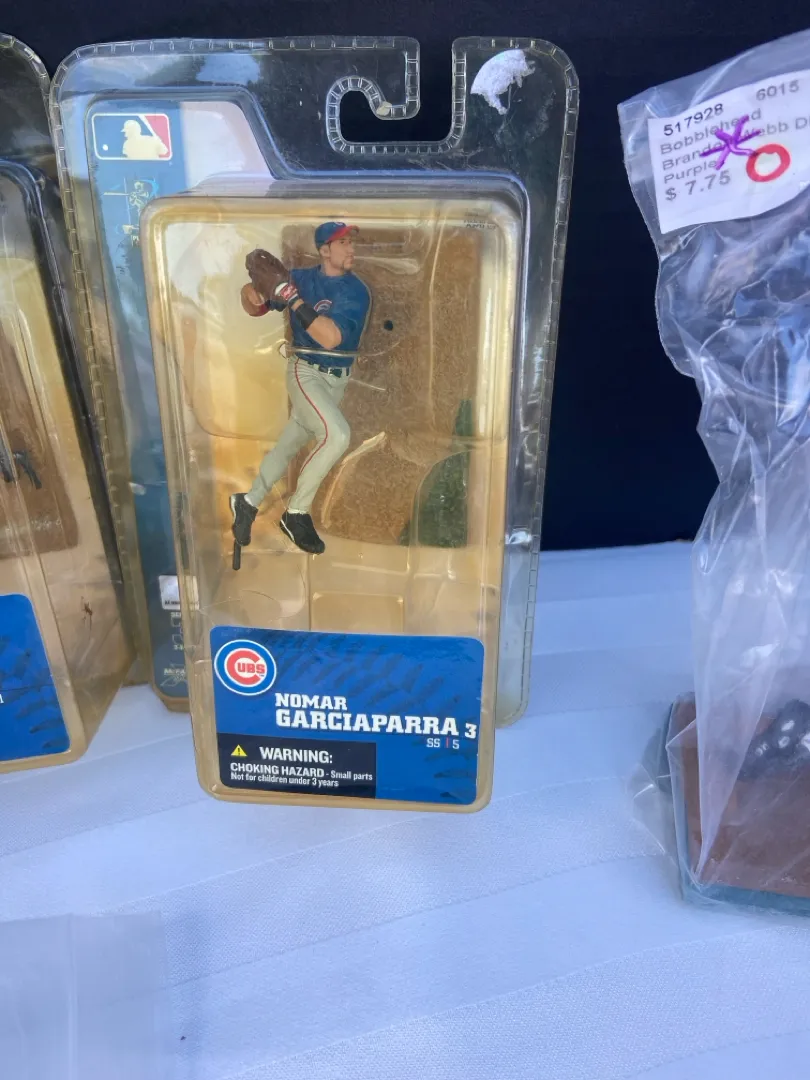 517928 6015
Bobblehead
Webb
Purple
$ 7.75
CUBS
NOMAR
GARCIAPARRA 3
SS | 5
WARNING:
CHOKING HAZARD - Small parts
Not for children under 3 years